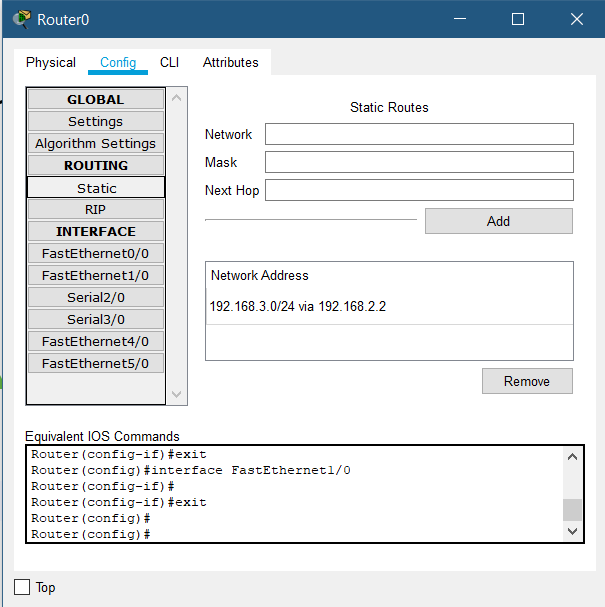 Router0
Physical Config CLI Attributes
GLOBAL
Settings
Algorithm Settings
ROUTING
Static
RIP
INTERFACE
FastEthernet0/0
FastEthernet1/0
Serial2/0
Serial3/0
FastEthernet4/0
FastEthernet5/0
Static Routes
Network
Mask
Next Hop
Add
Network Address
192.168.3.0/24 via 192.168.2.2
Remove
Equivalent IOS Commands
Router(config-if)#exit
Router(config)#interface FastEthernet1/0
Router(config-if)#
Router(config-if)#exit
Router(config)#
Router(config)#
Top